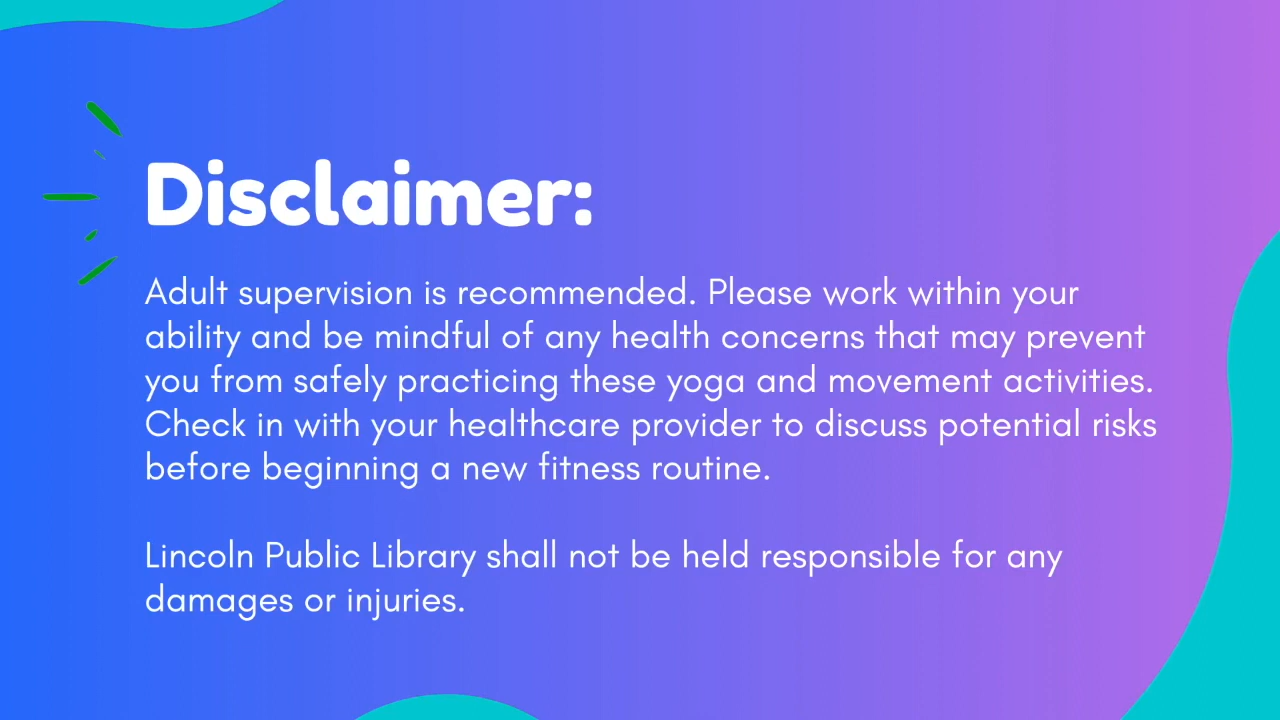 Disclaimer:
Adult supervision is recommended. Please work within your
ability and be mindful of any health concerns that may prevent
you from safely practicing these yoga and movement activities.
Check in with your healthcare provider to discuss potential risks
before beginning a new fitness routine.
Lincoln Public Library shall not be held responsible for any
damages or injuries.